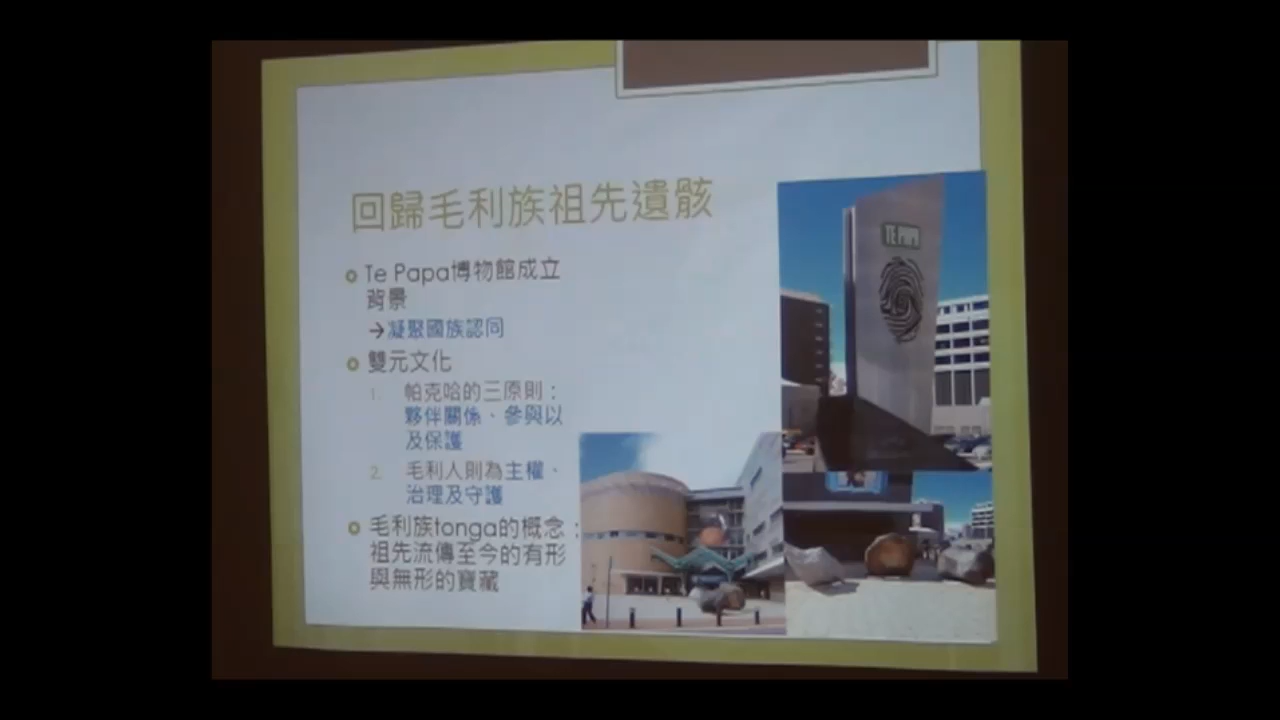 回歸毛利族祖先遺骸
Te Papa博物館成立
背景
→凝聚國族認同
雙元文化
1. 帕克哈的三原則：
夥伴關係、參與以
及保護
2. 毛利人則為主權、
治理及守護
毛利族tonga的概念：
祖先流傳至今的有形
與無形的寶藏
TE PAPA